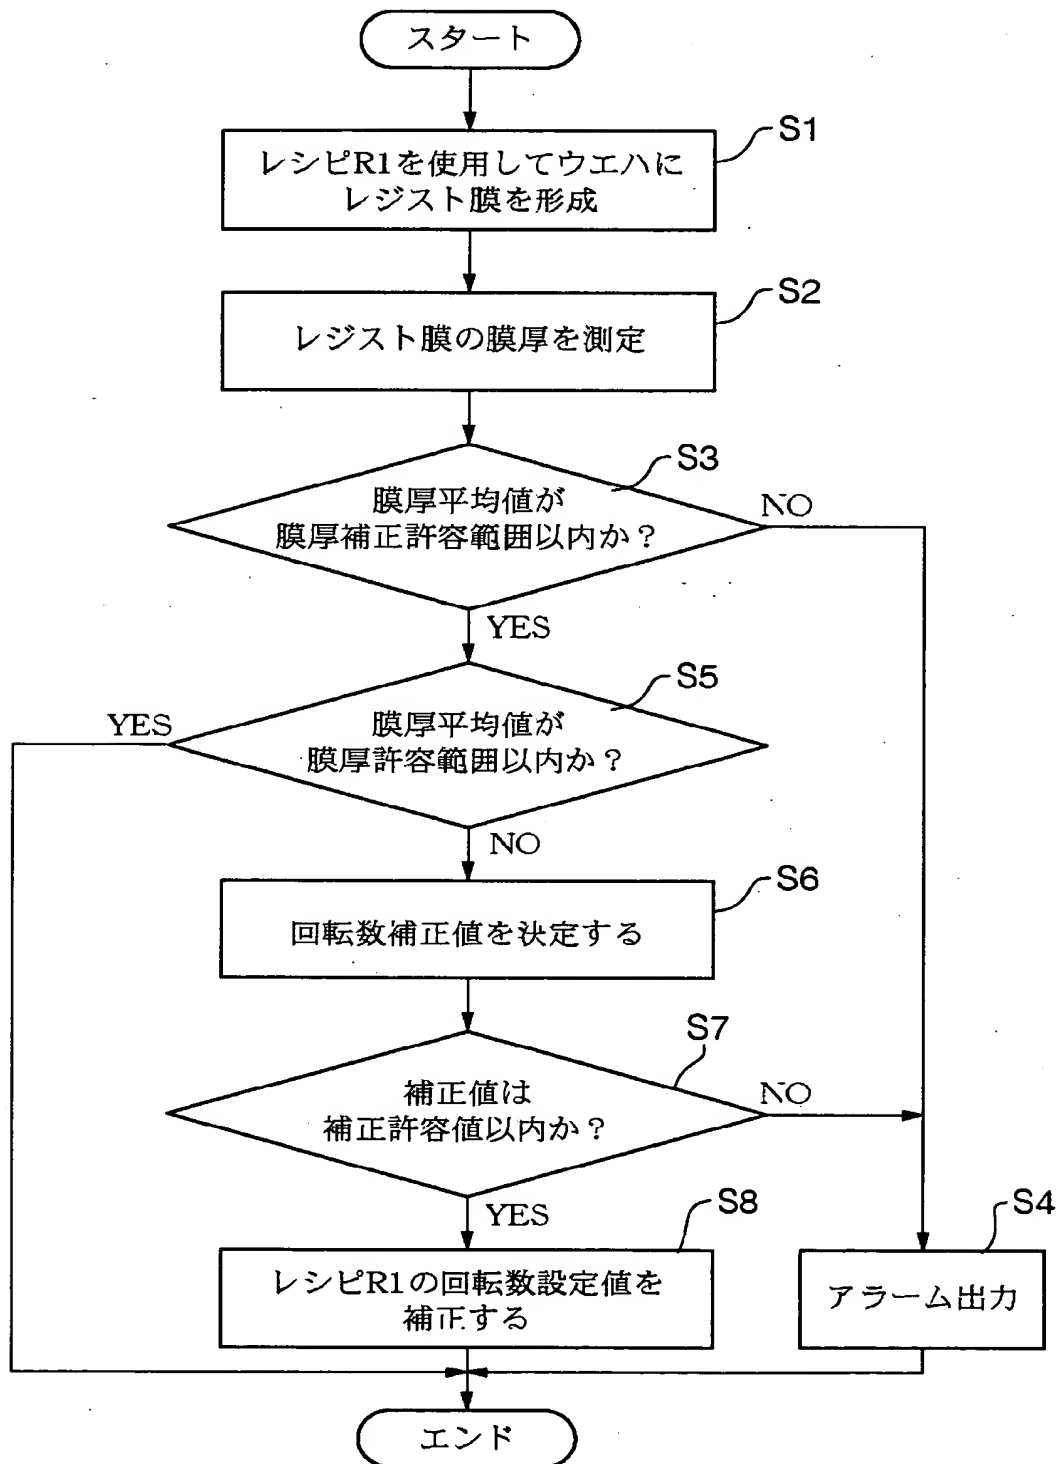 スタート
S1
レシピR1を使用してウエハに
レジスト膜を形成
S2
レジスト膜の膜厚を測定
S3
膜厚平均値が
膜厚補正許容範囲以内か？
NO
YES
S5
YES
膜厚平均値が
膜厚許容範囲以内か？
NO
S6
回転数補正値を決定する
S7
補正値は
補正許容値以内か？
NO
YES
S8
レシピR1の回転数設定値を
補正する
S4
アラーム出力
エンド